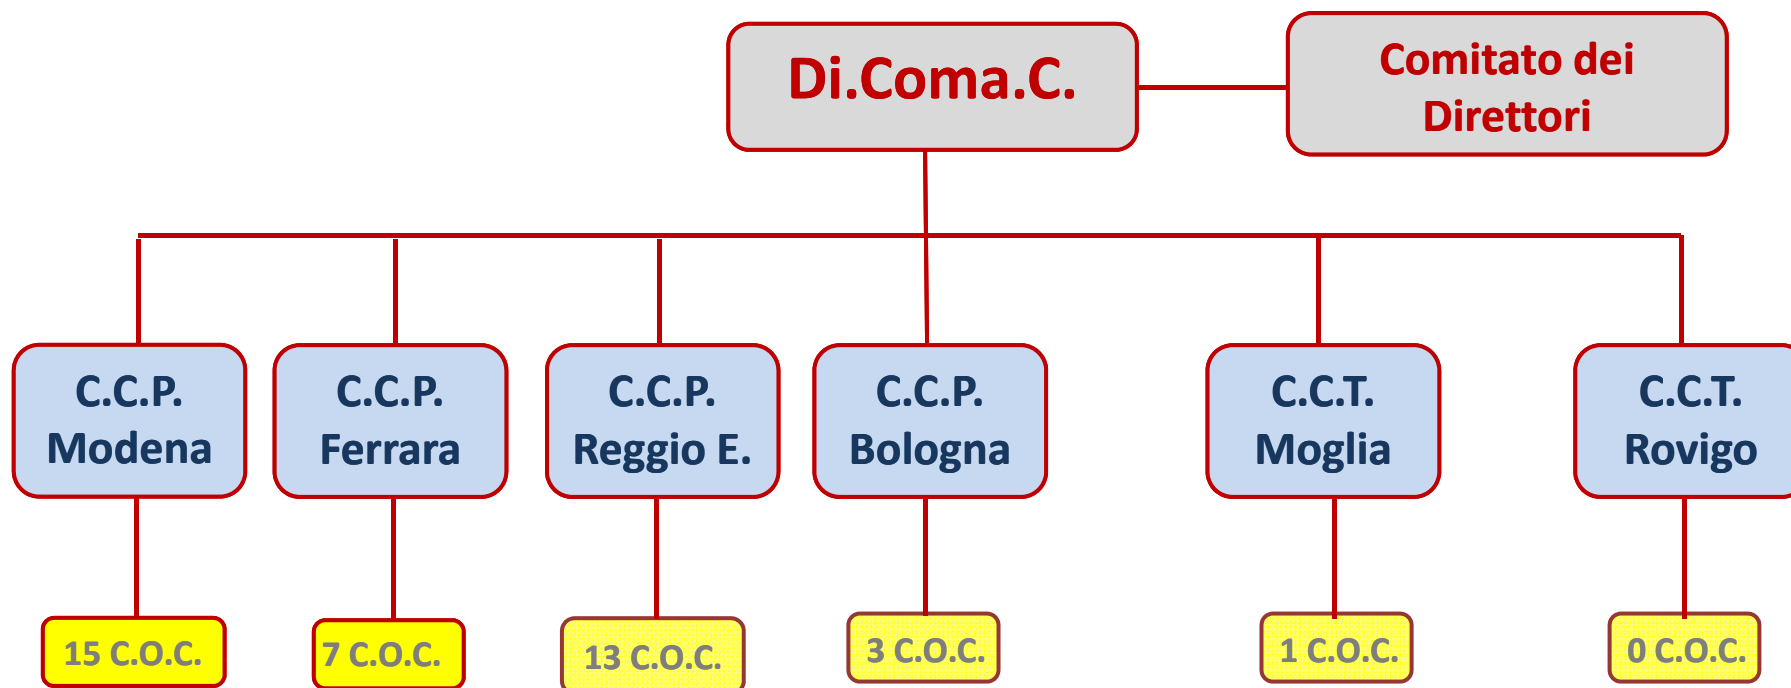 Di.Coma.C.
Comitato dei
Direttori
C.C.P.
Modena
C.C.P.
Ferrara
C.C.P.
Reggio E.
C.C.P.
Bologna
C.C.T.
Moglia
C.C.T.
Rovigo
15 C.O.C.
7 C.O.C.
13 C.O.C.
3 C.O.C.
1 C.O.C.
0 C.O.C.